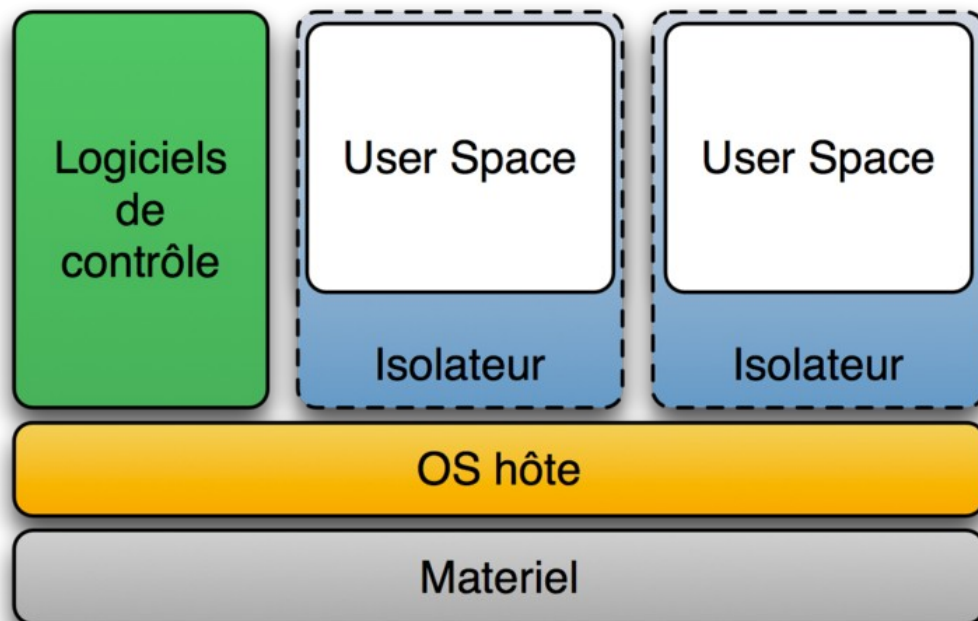 Logiciels
de
contrôle
User Space
User Space
Isolateur
Isolateur
OS hôte
Materiel